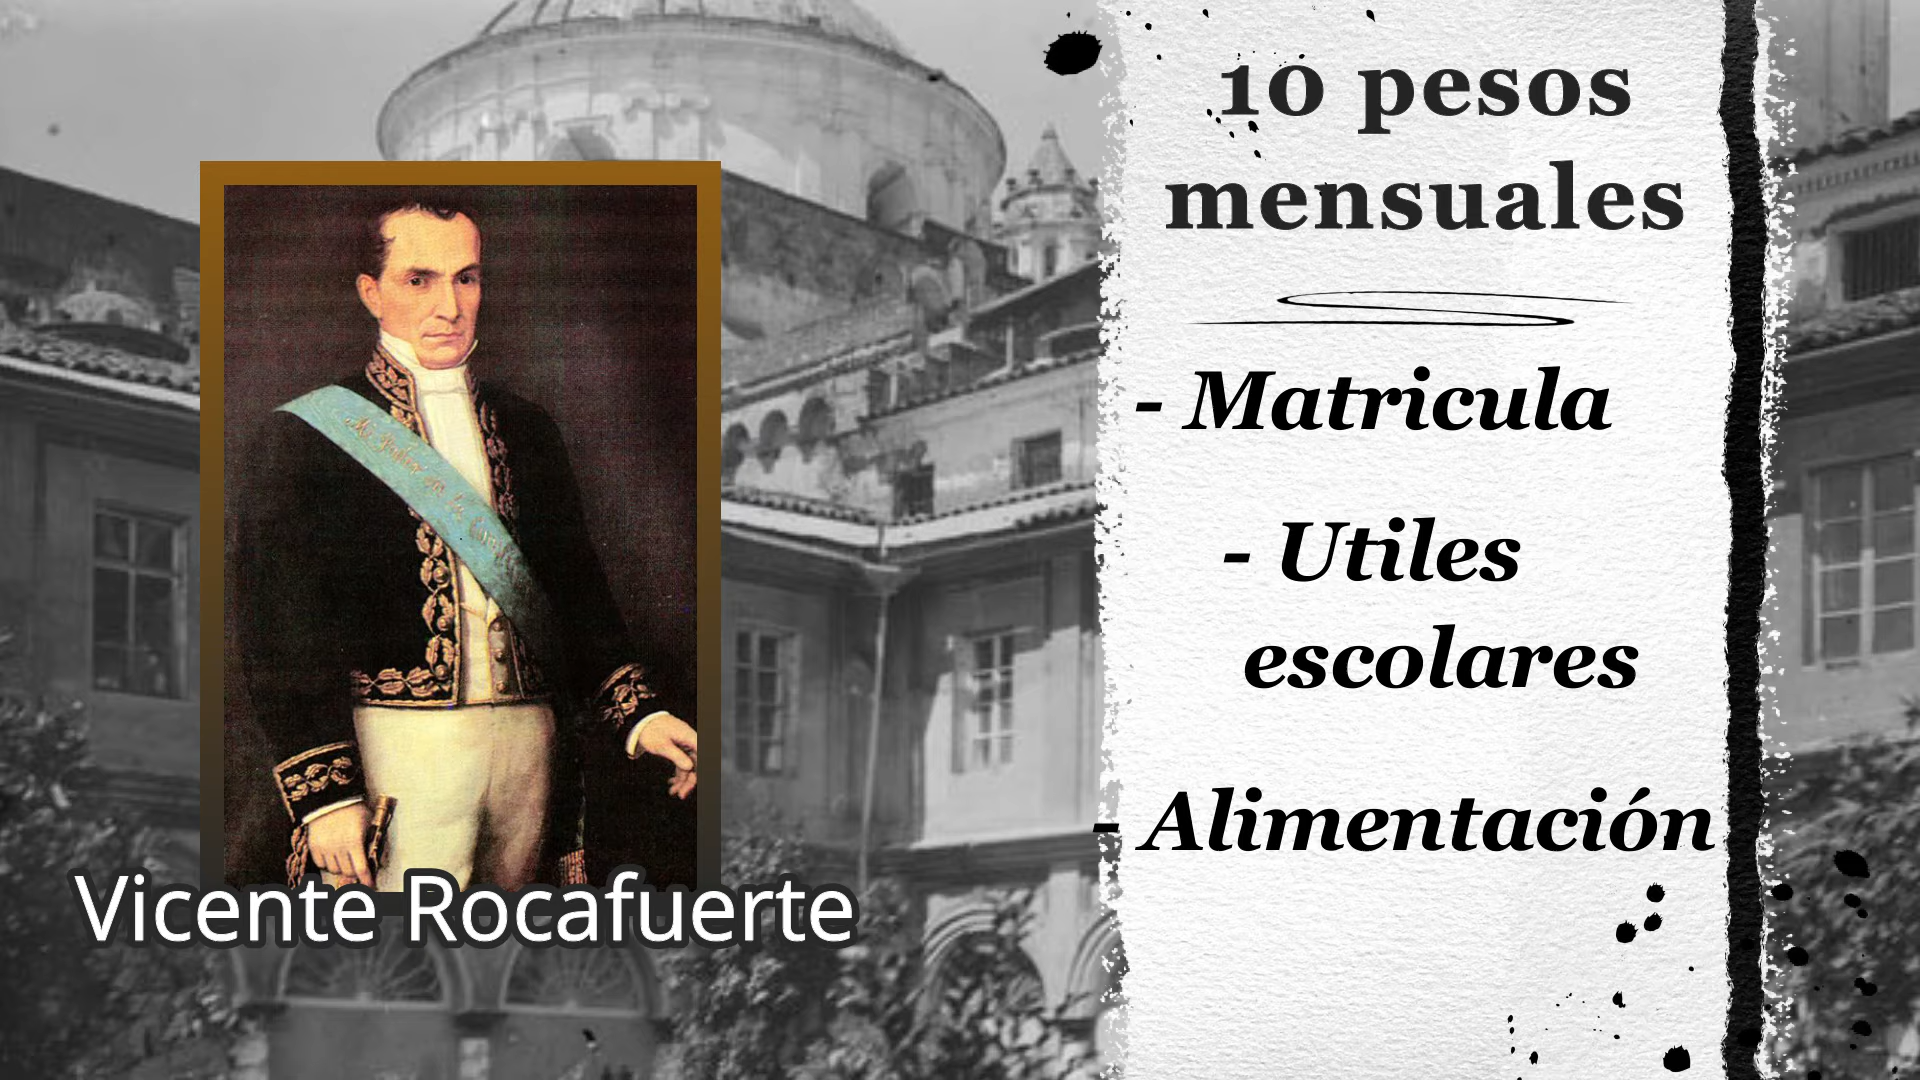 10 pesos
mensuales
- Matricula
- Utiles
escolares
- Alimentación
Vicente Rocafuerte